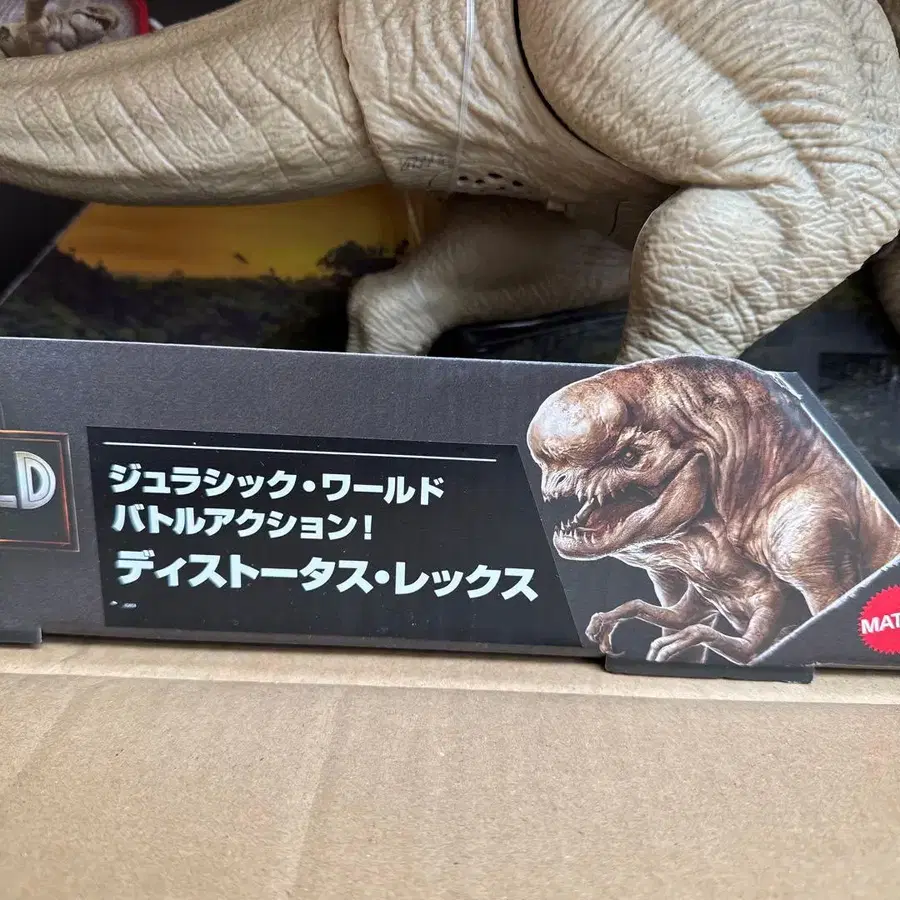 LD
ジュラシック・ワールド
バトルアクション!
ディストータス・レックス
MAT